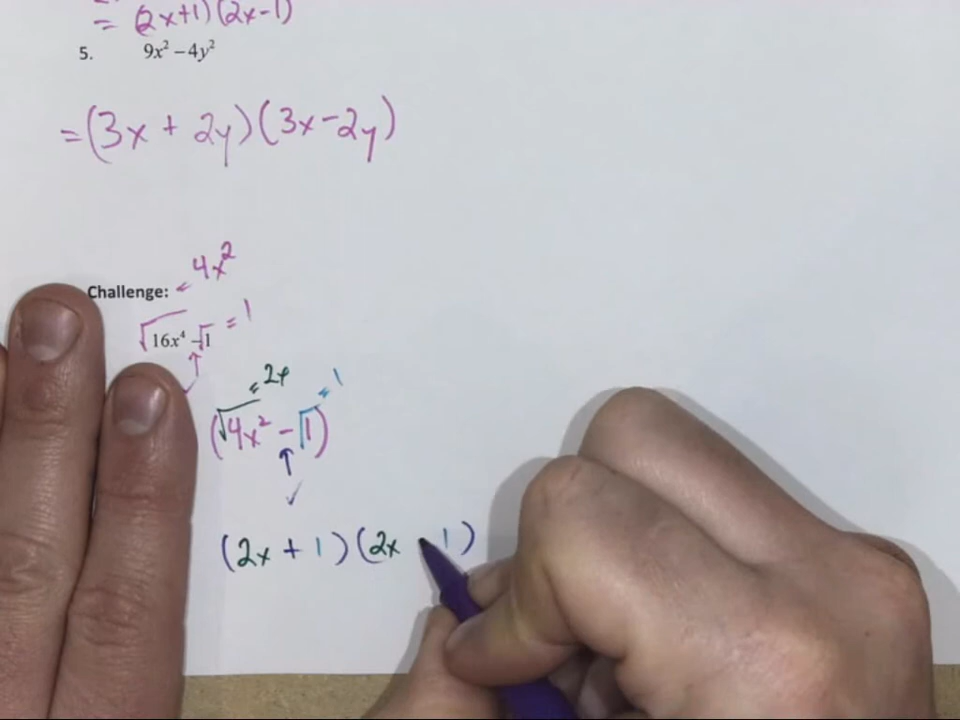 = (2x+1)(2x-1)
5. 9x² – 4y²
= (3x + 2y)(3x - 2y)
= 4x²
Challenge:
√16x⁴ - √1 = 1
= 2x = 1
(√4x² - √1)
(2x + 1)(2x 1)